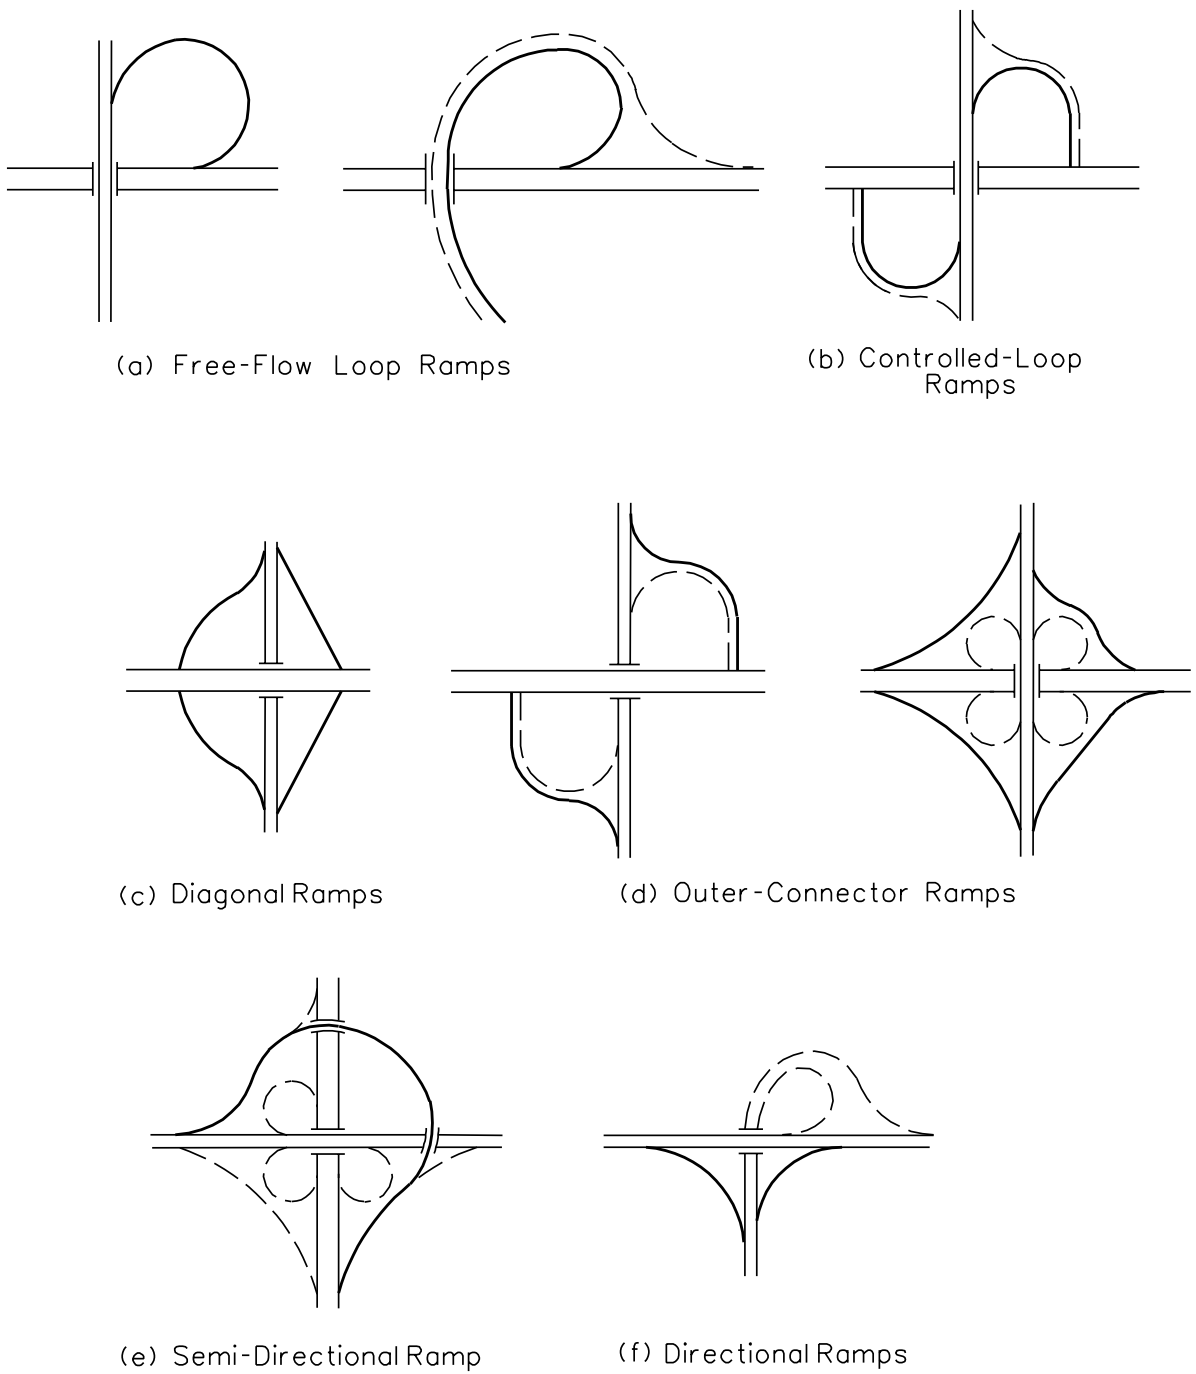 (a) Free-Flow Loop Ramps
(b) Controlled-Loop
Ramps
(c) Diagonal Ramps
(d) Outer-Connector Ramps
(e) Semi-Directional Ramp
(f) Directional Ramps